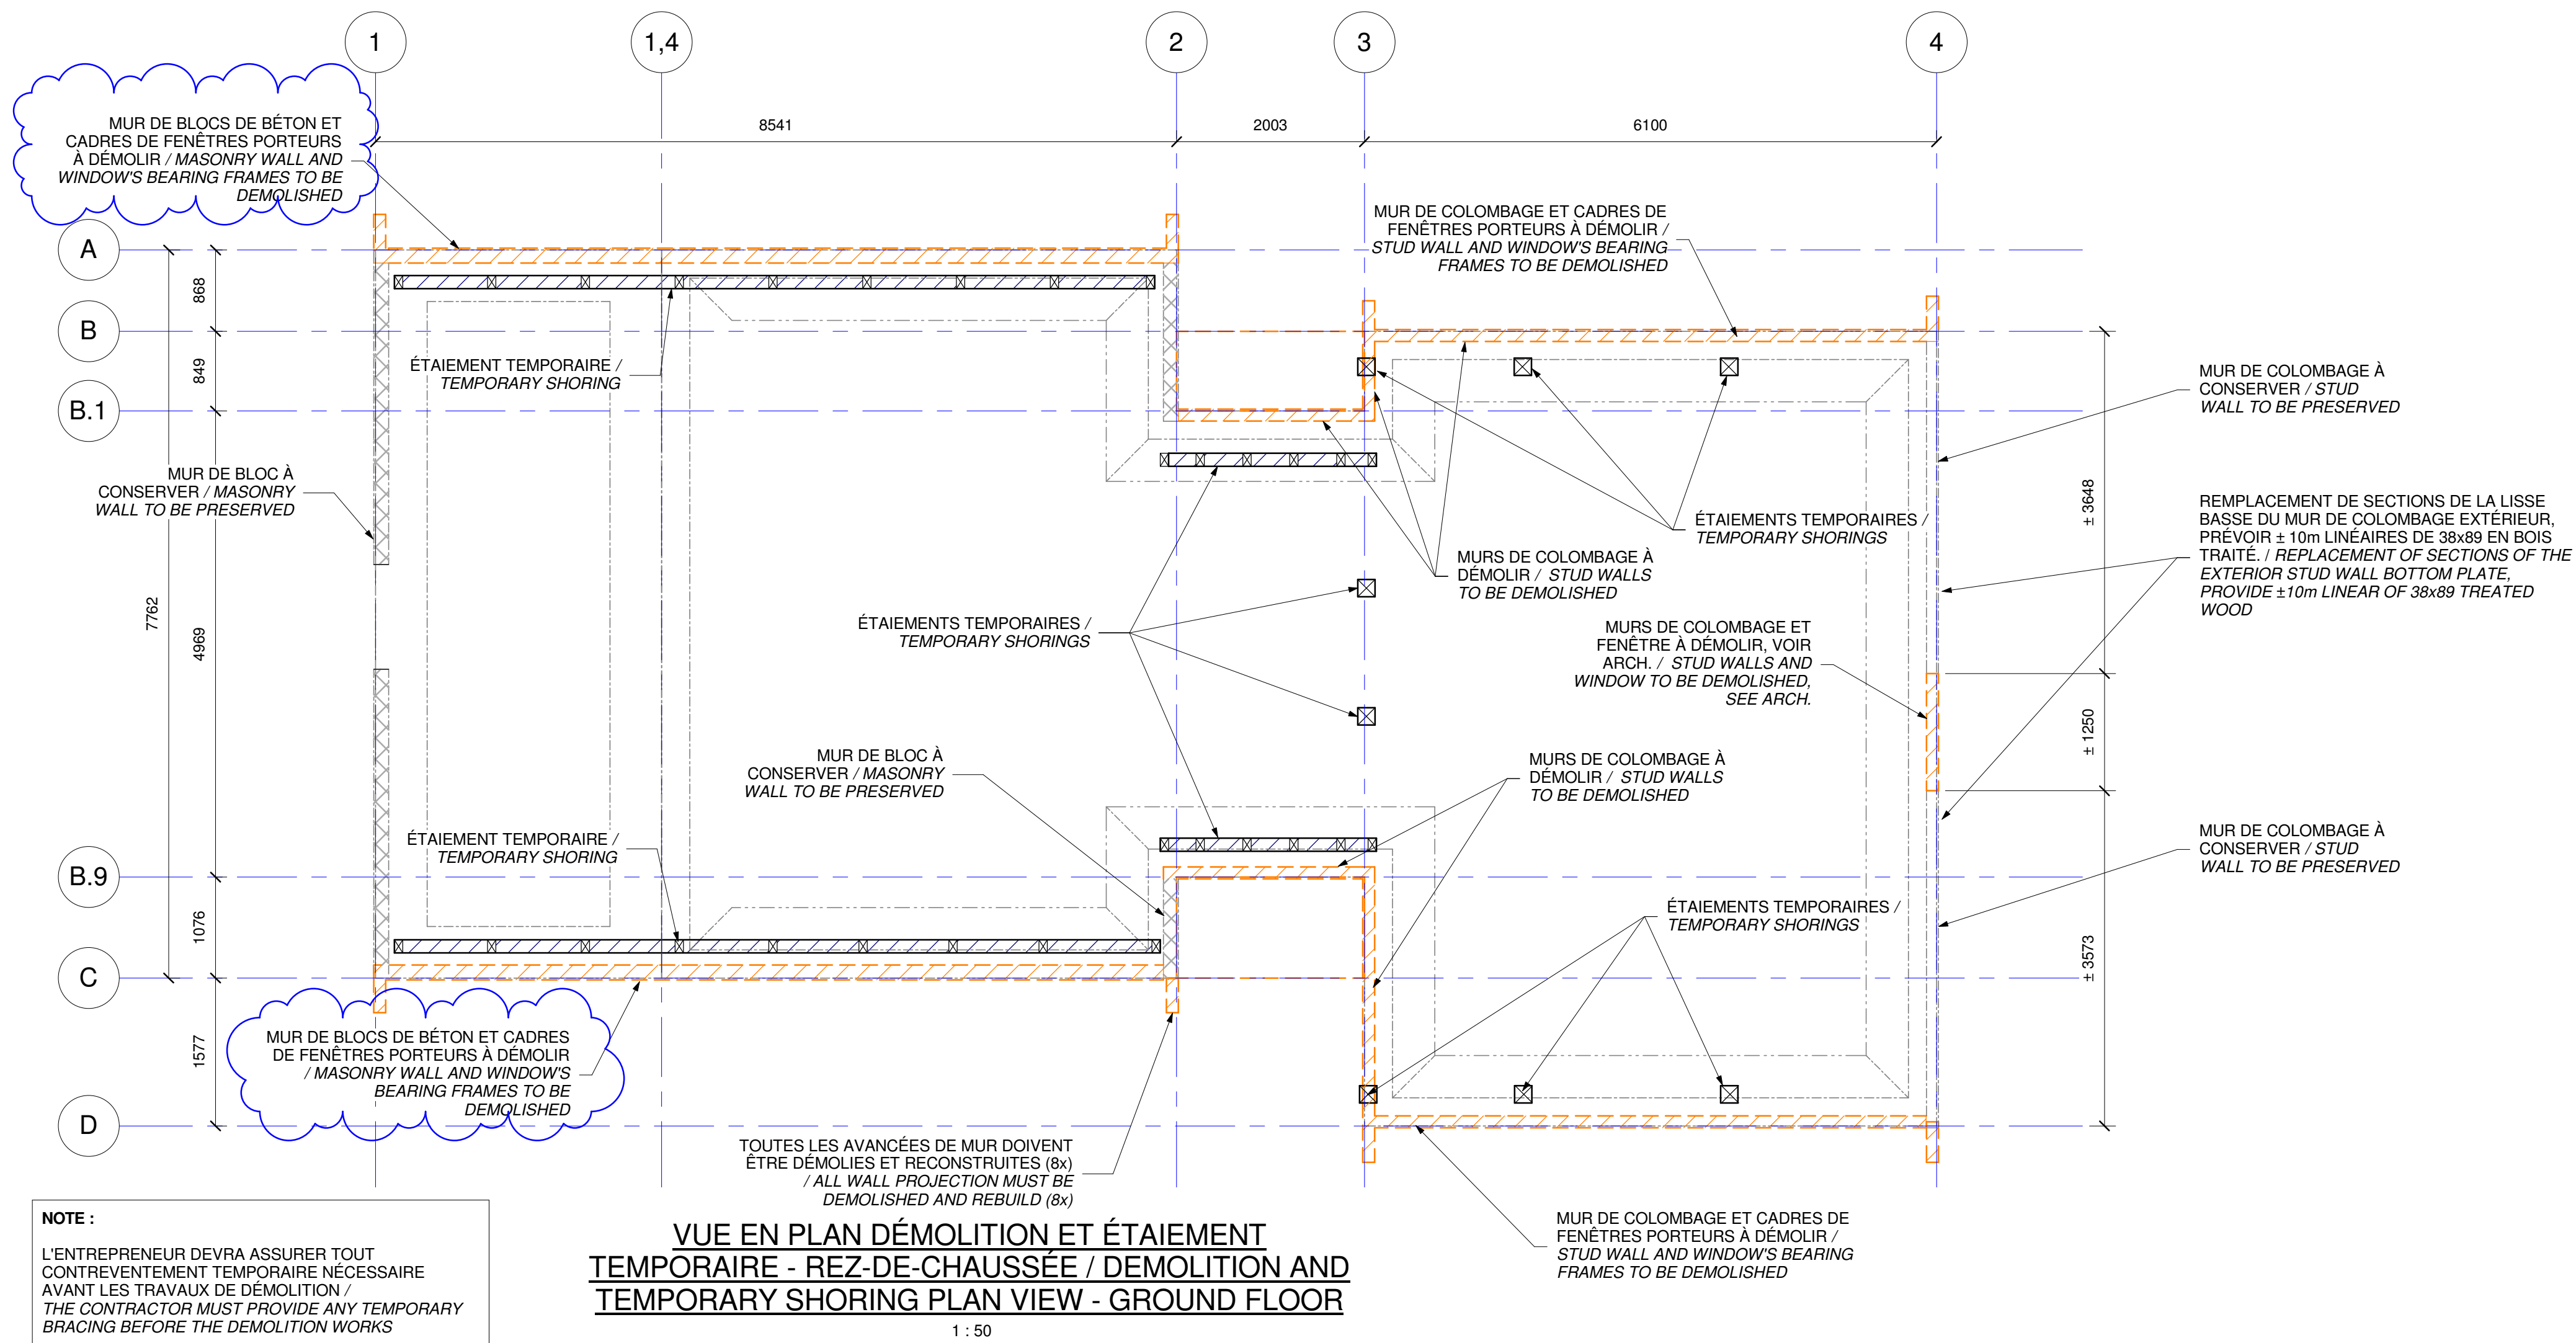 1
1,4
2
3
4
8541
2003
6100
MUR DE BLOCS DE BÉTON ET
CADRES DE FENÊTRES PORTEURS
À DÉMOLIR / MASONRY WALL AND
WINDOW'S BEARING FRAMES TO BE
DEMOLISHED
MUR DE COLOMBAGE ET CADRES DE
FENÊTRES PORTEURS À DÉMOLIR /
STUD WALL AND WINDOW'S BEARING
FRAMES TO BE DEMOLISHED
A
B
B.1
B.9
C
D
868
849
7762
4969
1076
1577
ÉTAIEMENT TEMPORAIRE /
TEMPORARY SHORING
MUR DE BLOC À
CONSERVER / MASONRY
WALL TO BE PRESERVED
MUR DE COLOMBAGE À
CONSERVER / STUD
WALL TO BE PRESERVED
± 3648
REMPLACEMENT DE SECTIONS DE LA LISSE
BASSE DU MUR DE COLOMBAGE EXTÉRIEUR,
PRÉVOIR ± 10m LINÉAIRES DE 38x89 EN BOIS
TRAITÉ. / REPLACEMENT OF SECTIONS OF THE
EXTERIOR STUD WALL BOTTOM PLATE,
PROVIDE ±10m LINEAR OF 38x89 TREATED
WOOD
ÉTAIEMENTS TEMPORAIRES /
TEMPORARY SHORINGS
MURS DE COLOMBAGE À
DÉMOLIR / STUD WALLS
TO BE DEMOLISHED
ÉTAIEMENTS TEMPORAIRES /
TEMPORARY SHORINGS
MURS DE COLOMBAGE ET
FENÊTRE À DÉMOLIR, VOIR
ARCH. / STUD WALLS AND
WINDOW TO BE DEMOLISHED,
SEE ARCH.
± 1250
MUR DE BLOC À
CONSERVER / MASONRY
WALL TO BE PRESERVED
MURS DE COLOMBAGE À
DÉMOLIR / STUD WALLS
TO BE DEMOLISHED
ÉTAIEMENT TEMPORAIRE /
TEMPORARY SHORING
MUR DE COLOMBAGE À
CONSERVER / STUD
WALL TO BE PRESERVED
ÉTAIEMENTS TEMPORAIRES /
TEMPORARY SHORINGS
± 3573
MUR DE BLOCS DE BÉTON ET CADRES
DE FENÊTRES PORTEURS À DÉMOLIR
/ MASONRY WALL AND WINDOW'S
BEARING FRAMES TO BE
DEMOLISHED
TOUTES LES AVANCÉES DE MUR DOIVENT
ÊTRE DÉMOLIES ET RECONSTRUITES (8x)
/ ALL WALL PROJECTION MUST BE
DEMOLISHED AND REBUILD (8x)
MUR DE COLOMBAGE ET CADRES DE
FENÊTRES PORTEURS À DÉMOLIR /
STUD WALL AND WINDOW'S BEARING
FRAMES TO BE DEMOLISHED
NOTE :
L'ENTREPRENEUR DEVRA ASSURER TOUT
CONTREVENTEMENT TEMPORAIRE NÉCESSAIRE
AVANT LES TRAVAUX DE DÉMOLITION /
THE CONTRACTOR MUST PROVIDE ANY TEMPORARY
BRACING BEFORE THE DEMOLITION WORKS
VUE EN PLAN DÉMOLITION ET ÉTAIEMENT
TEMPORAIRE - REZ-DE-CHAUSSÉE / DEMOLITION AND
TEMPORARY SHORING PLAN VIEW - GROUND FLOOR
1 : 50